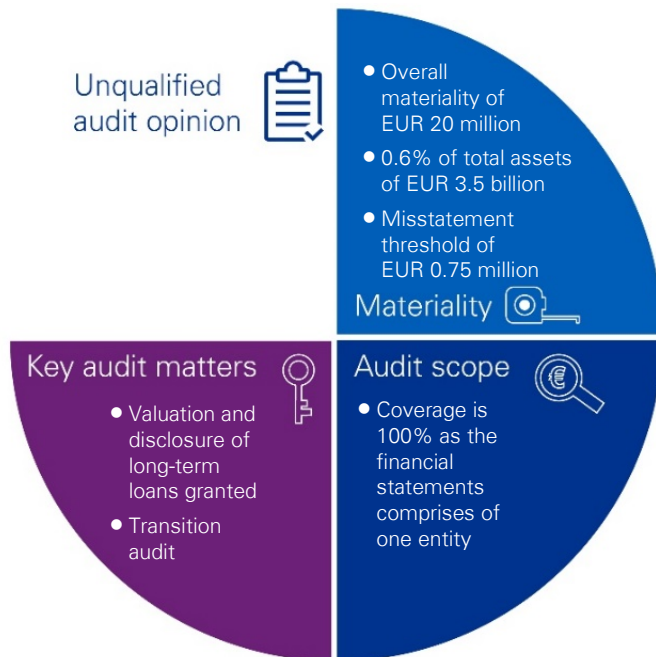 Unqualified
audit opinion
● Overall
materiality of
EUR 20 million
● 0.6% of total assets
of EUR 3.5 billion
● Misstatement
threshold of
EUR 0.75 million
Materiality
Key audit matters
● Valuation and
disclosure of
long-term
loans granted
● Transition
audit
Audit scope
€
● Coverage is
100% as the
financial
statements
comprises of
one entity